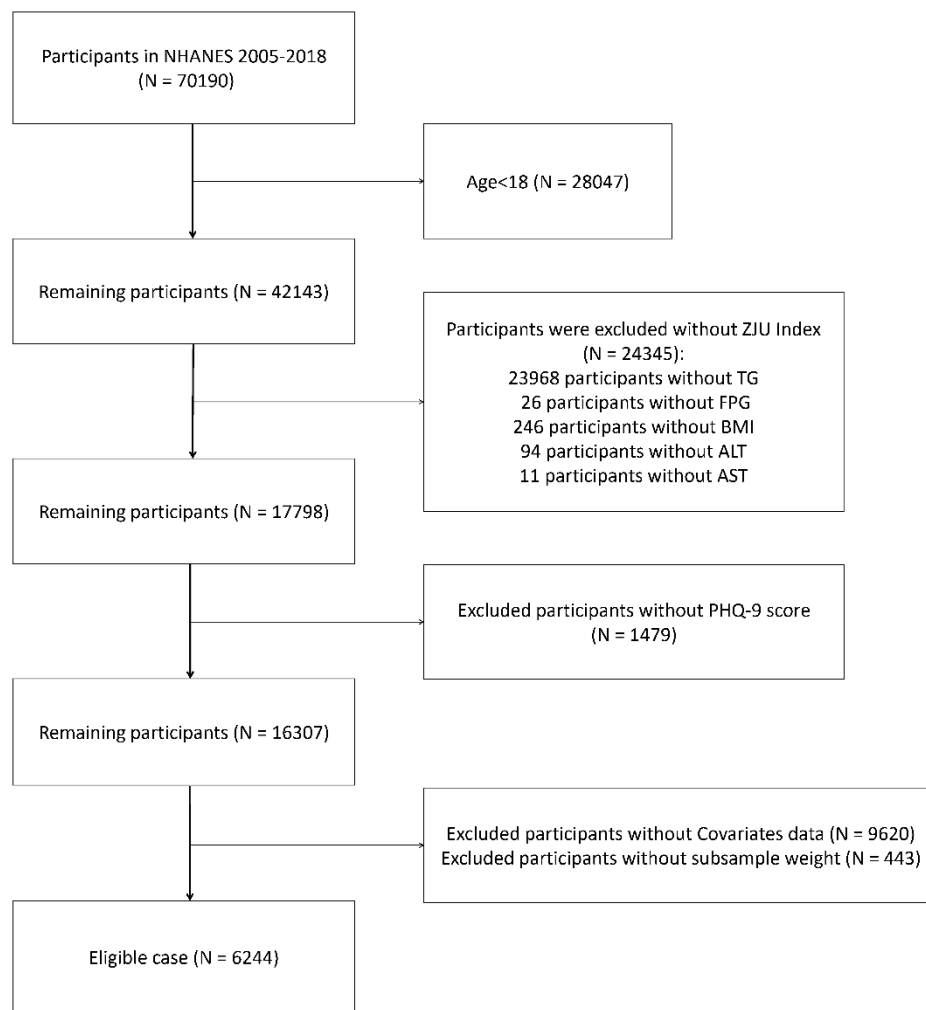 Participants in NHANES 2005-2018
(N = 70190)
Age<18 (N = 28047)
Remaining participants (N = 42143)
Participants were excluded without ZJU Index
(N = 24345):
23968 participants without TG
26 participants without FPG
246 participants without BMI
94 participants without ALT
11 participants without AST
Remaining participants (N = 17798)
Excluded participants without PHQ-9 score
(N = 1479)
Remaining participants (N = 16307)
Excluded participants without Covariates data (N = 9620)
Excluded participants without subsample weight (N = 443)
Eligible case (N = 6244)